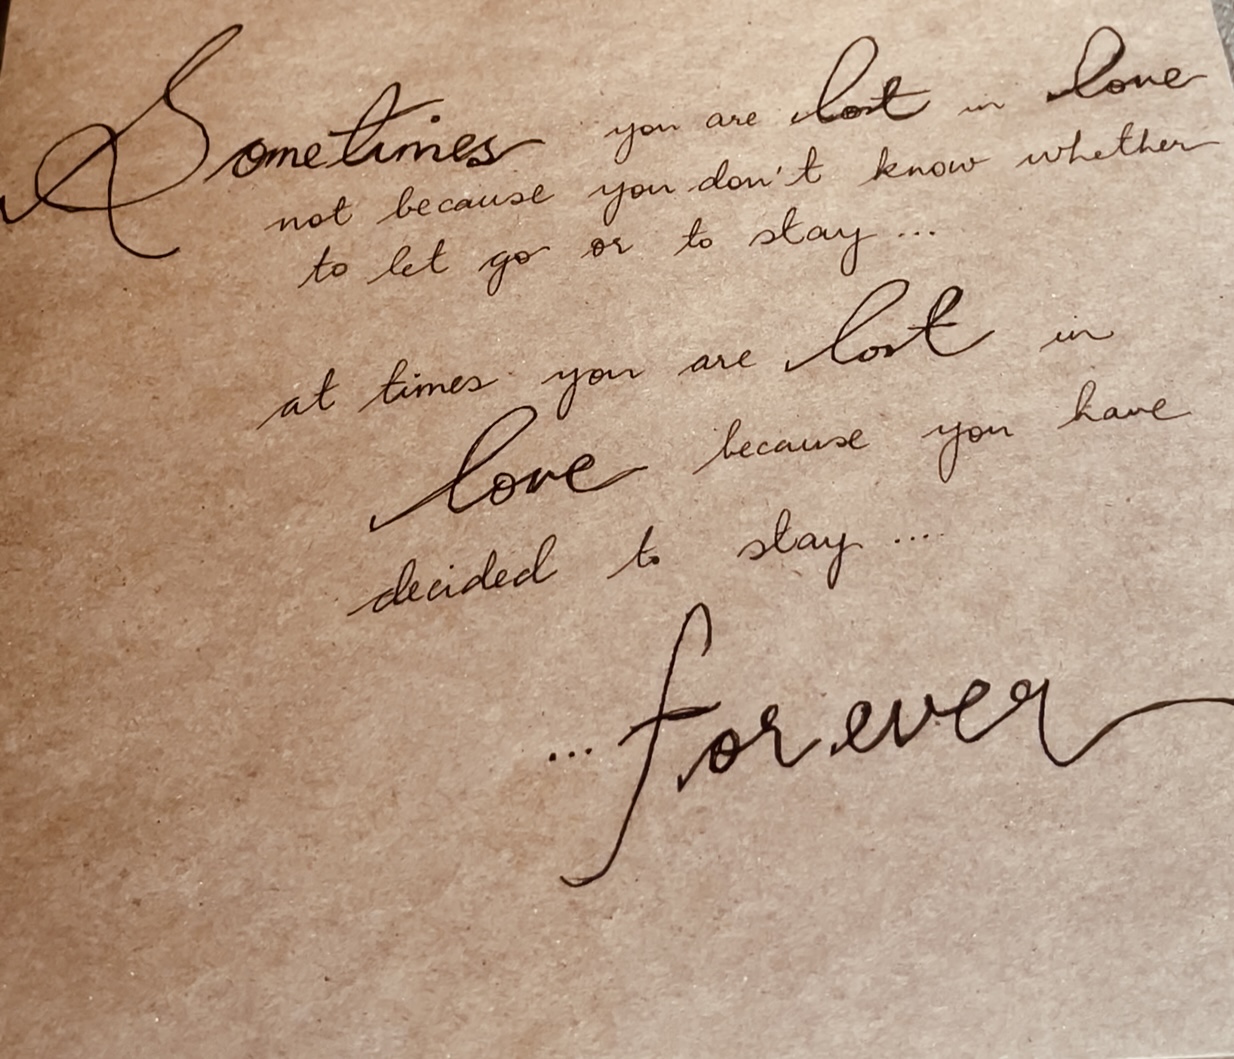 Sometimes you are lost in love
not because you don't know whether
to let go or to stay ...
at times you are lost in
love because you have
decided to stay ....
... forever